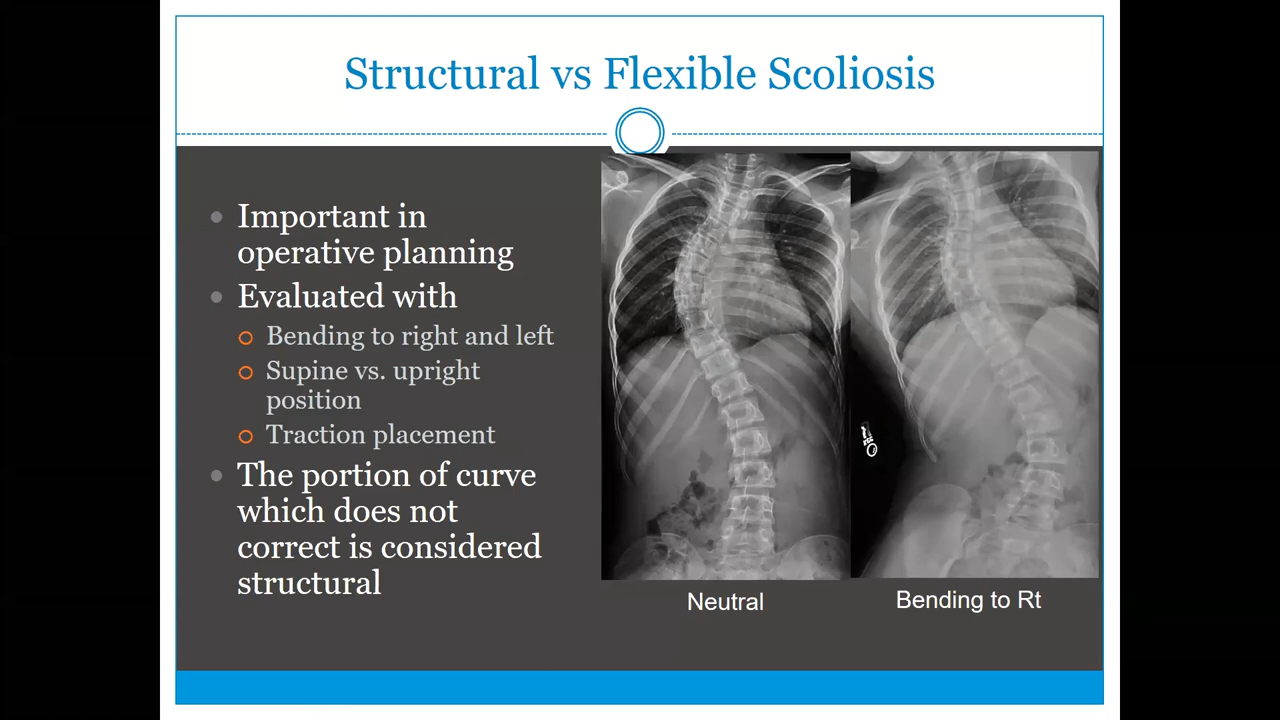 Structural vs Flexible Scoliosis
Important in
operative planning
Evaluated with
Bending to right and left
Supine vs. upright
position
Traction placement
The portion of curve
which does not
correct is considered
structural
Neutral
Bending to Rt